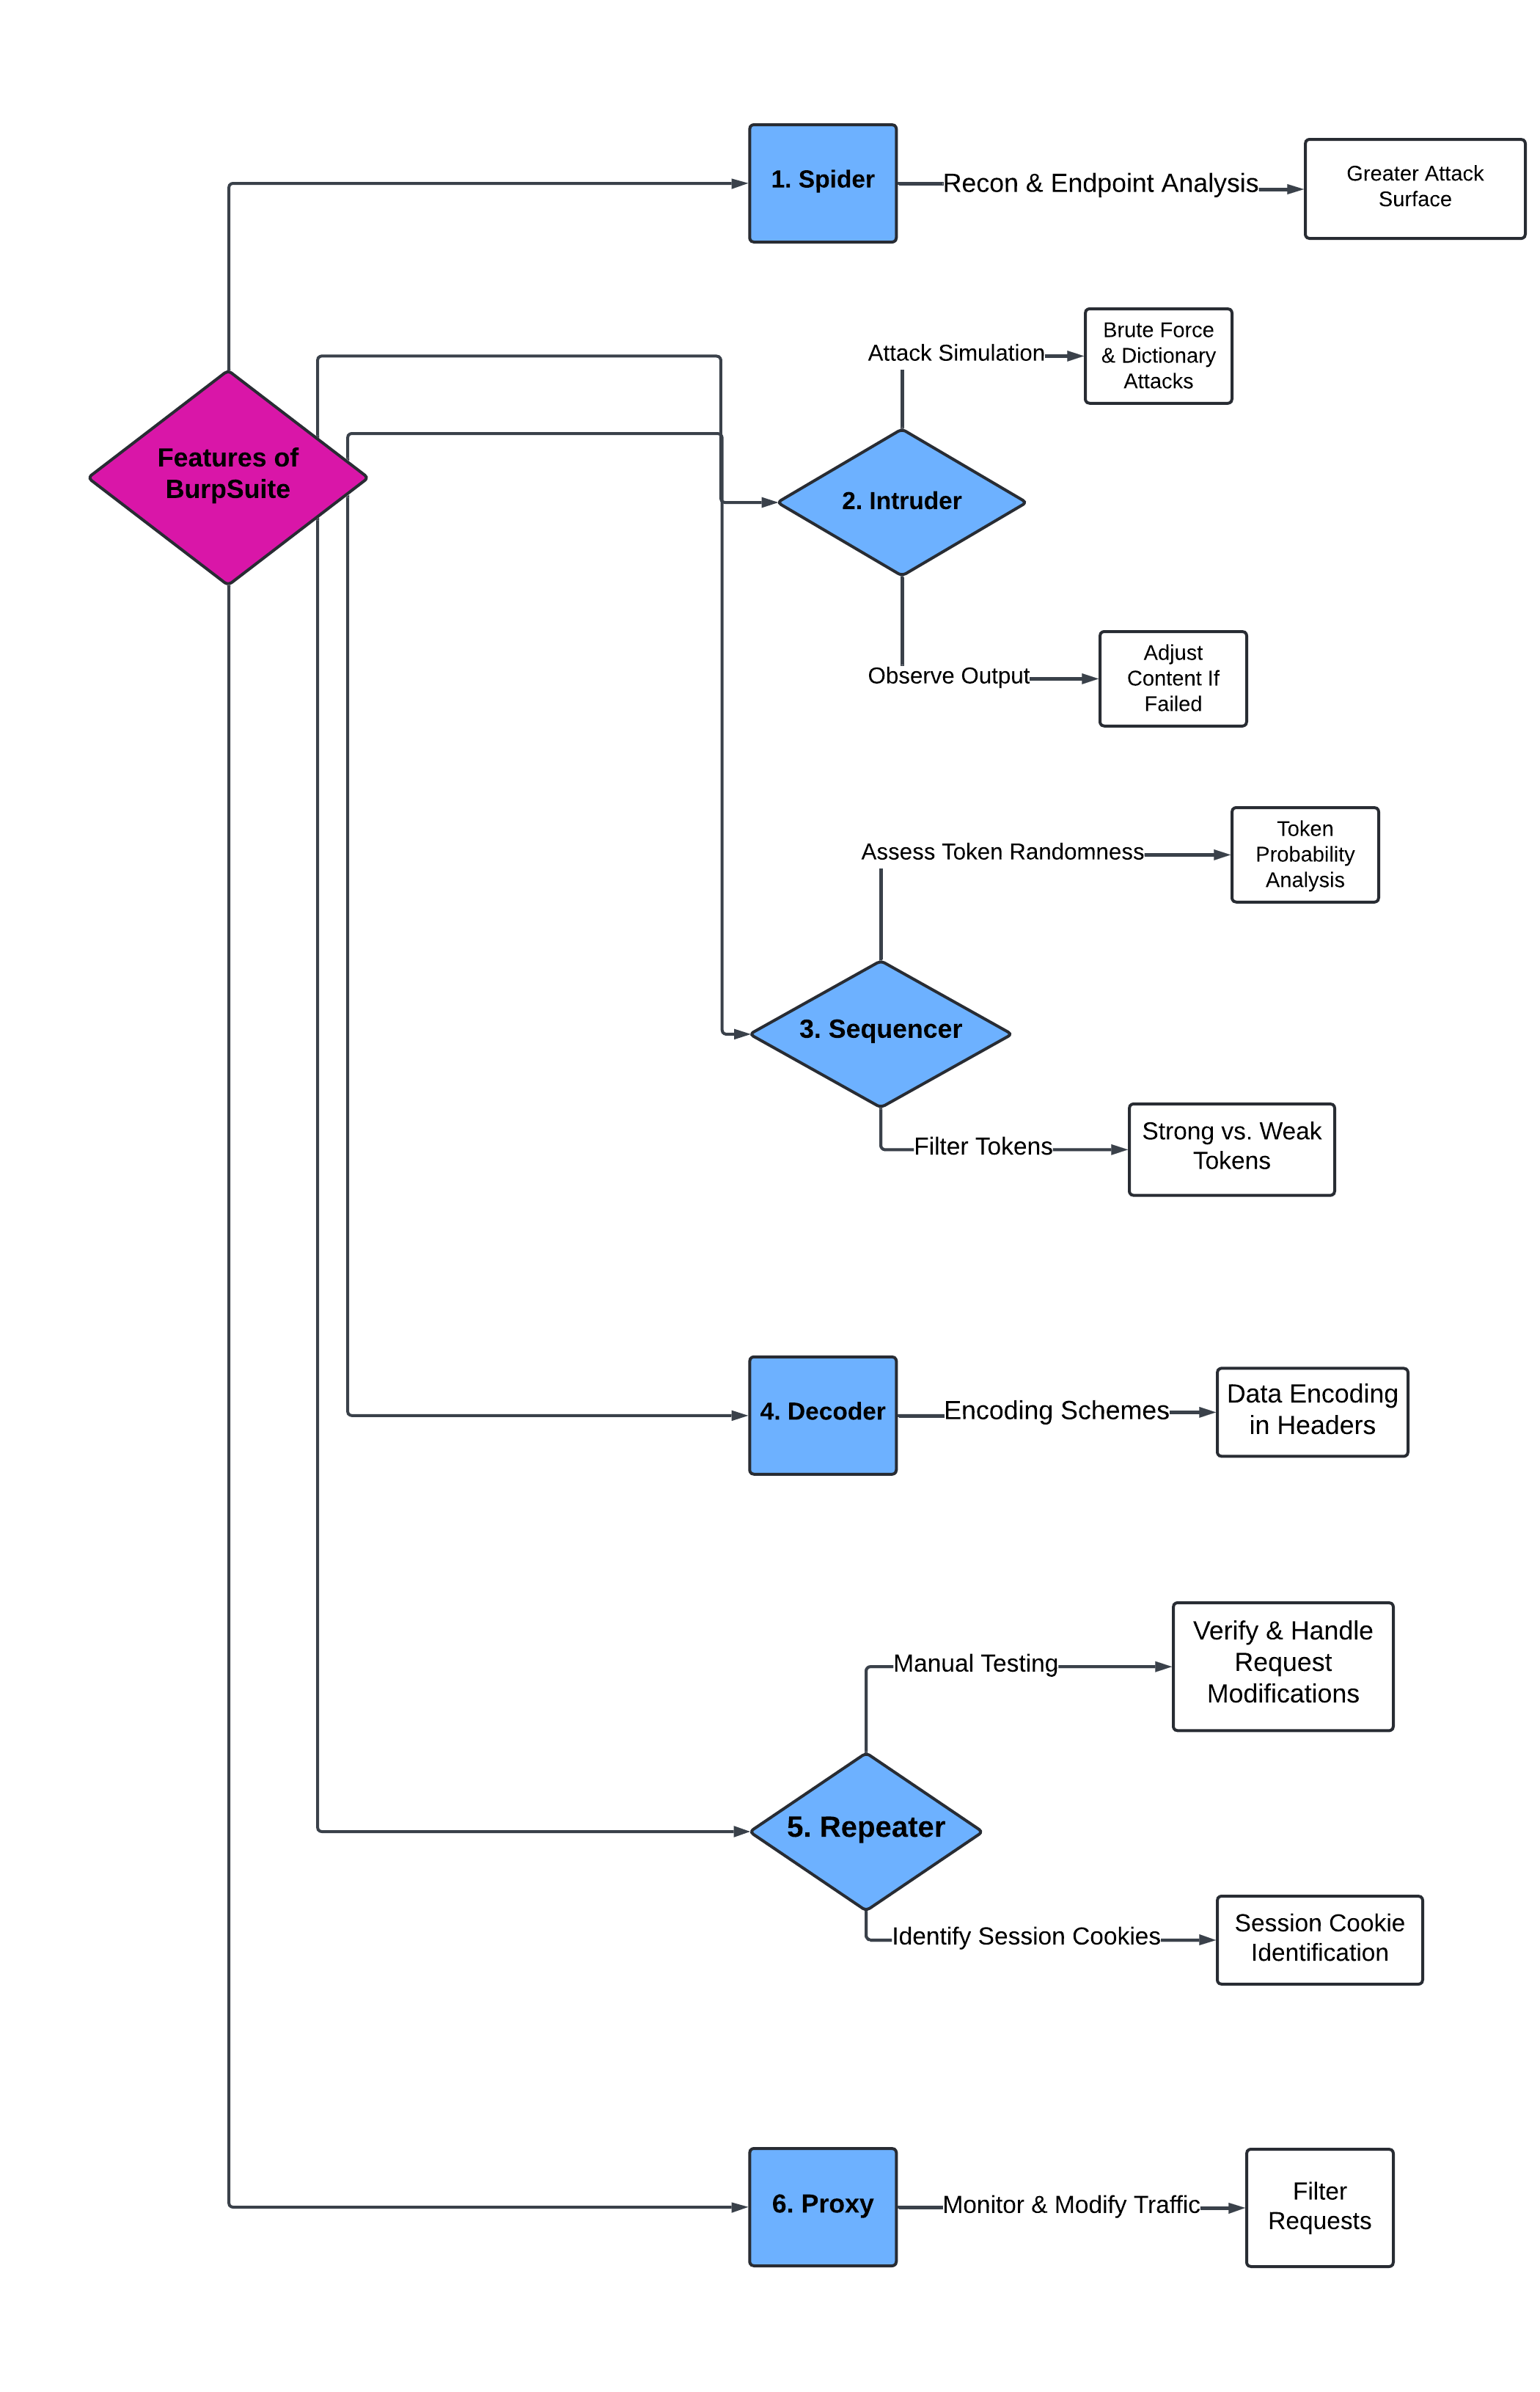 Features of
BurpSuite
1. Spider
Recon & Endpoint Analysis
Greater Attack
Surface
2. Intruder
Attack Simulation
Brute Force
& Dictionary
Attacks
Observe Output
Adjust
Content If
Failed
3. Sequencer
Assess Token Randomness
Token
Probability
Analysis
Filter Tokens
Strong vs. Weak
Tokens
4. Decoder
Encoding Schemes
Data Encoding
in Headers
5. Repeater
Manual Testing
Verify & Handle
Request
Modifications
Identify Session Cookies
Session Cookie
Identification
6. Proxy
Monitor & Modify Traffic
Filter
Requests